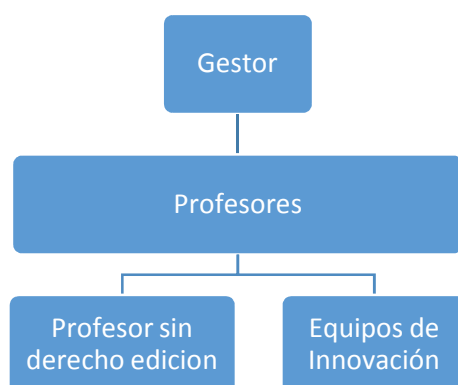 Gestor
Profesores
Profesor sin
derecho edicion
Equipos de
Innovación